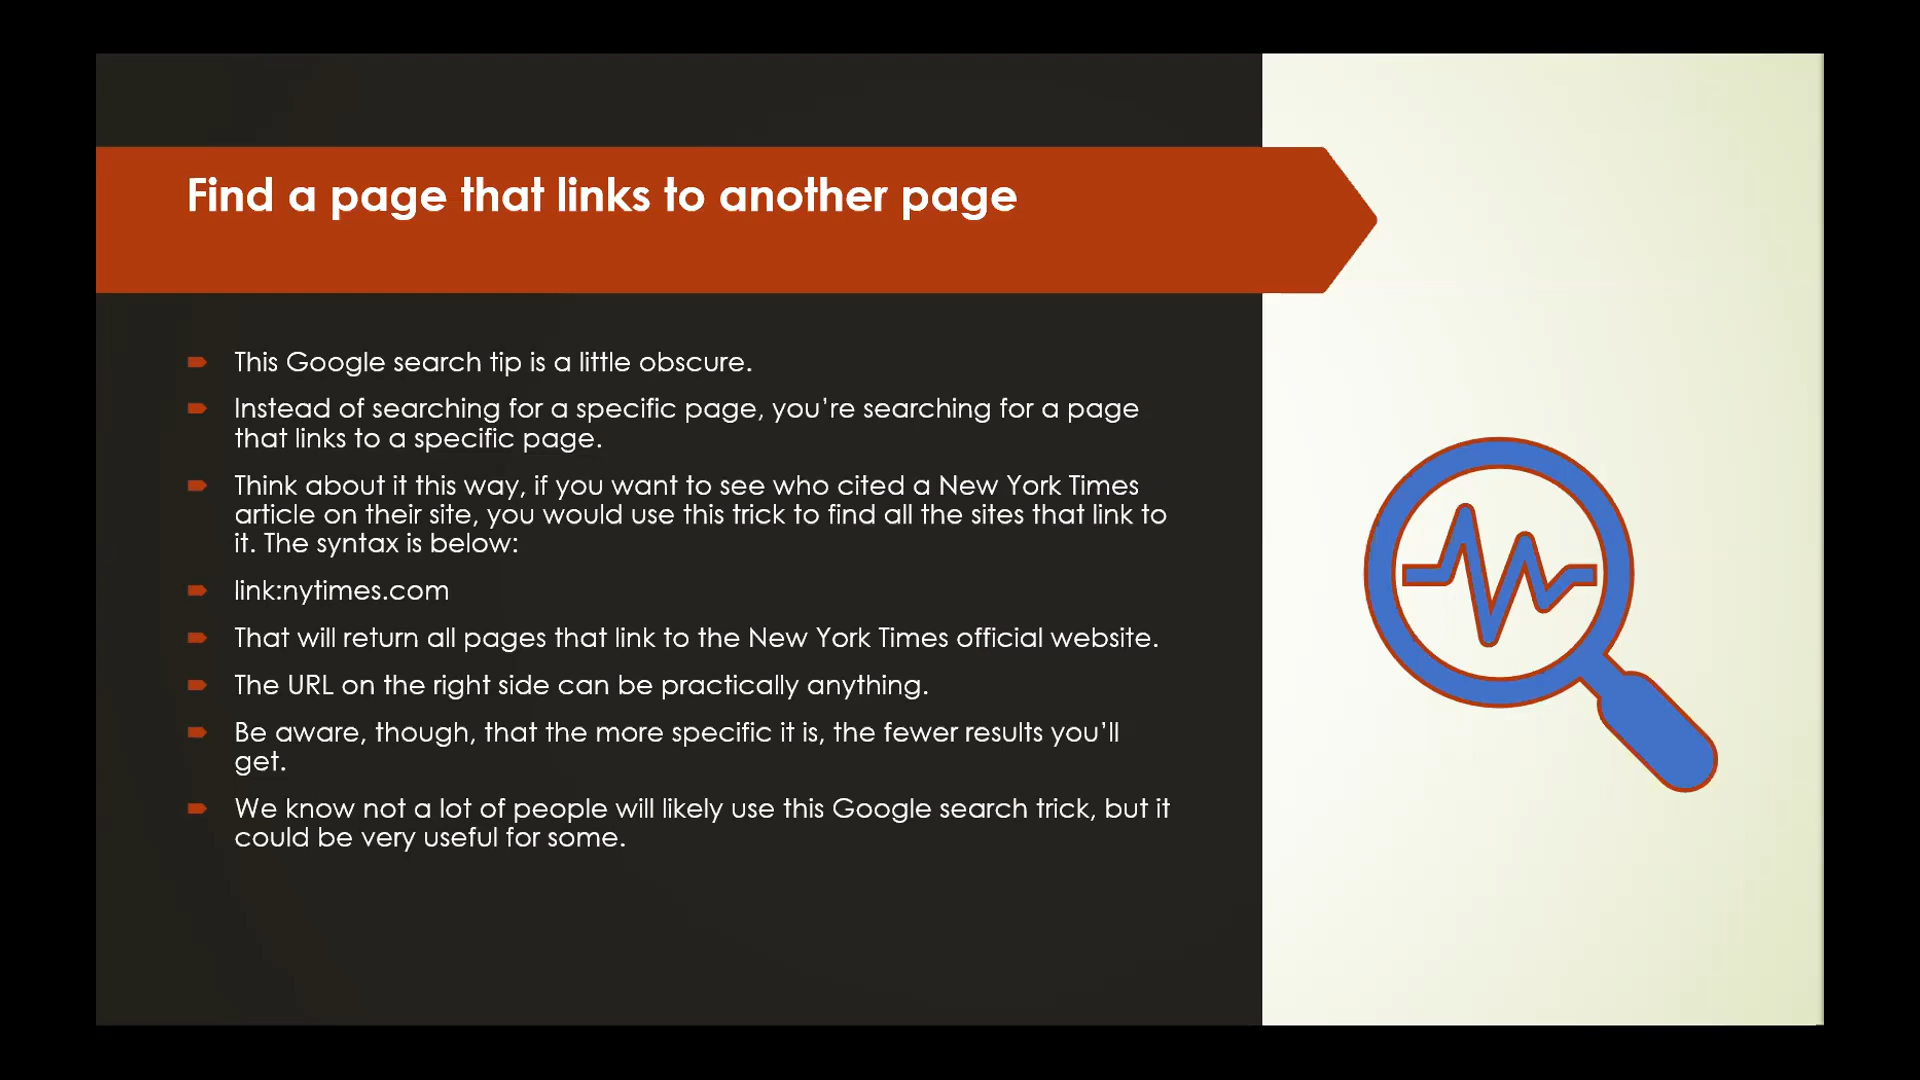 Find a page that links to another page
This Google search tip is a little obscure.
Instead of searching for a specific page, you’re searching for a page
that links to a specific page.
Think about it this way, if you want to see who cited a New York Times
article on their site, you would use this trick to find all the sites that link to
it. The syntax is below:
link:nytimes.com
That will return all pages that link to the New York Times official website.
The URL on the right side can be practically anything.
Be aware, though, that the more specific it is, the fewer results you’ll
get.
We know not a lot of people will likely use this Google search trick, but it
could be very useful for some.